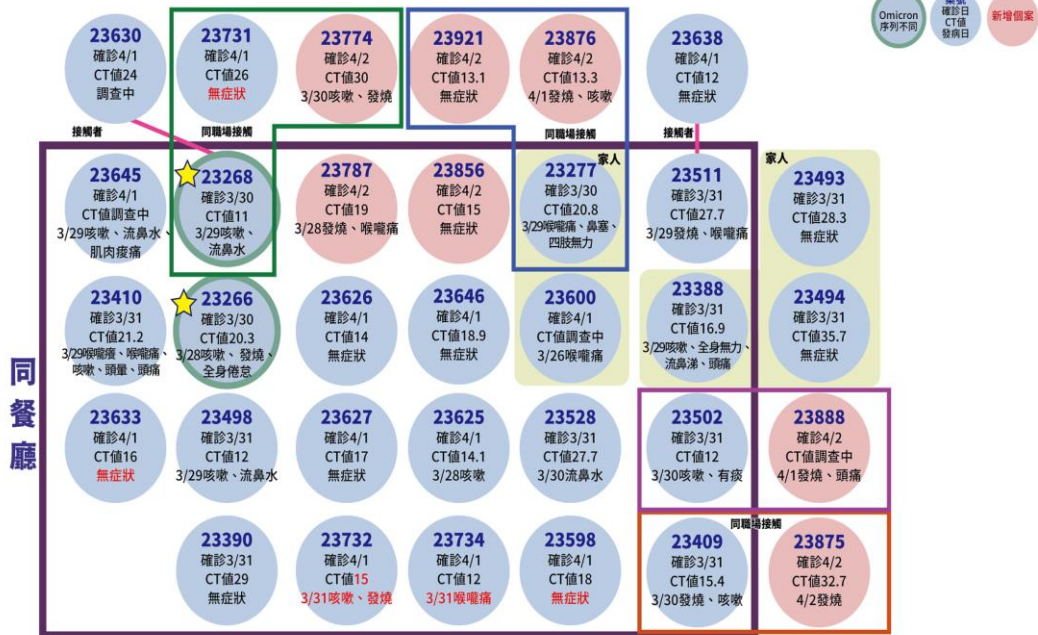 Omicron
序列不同
案號
確診日
CT值
發病日
新增個案
23630
確診4/1
CT值24
調查中
23731
確診4/1
CT值26
無症狀
23774
確診4/2
CT值30
3/30咳嗽、發燒
23921
確診4/2
CT值13.1
無症狀
23876
確診4/2
CT值13.3
4/1發燒、咳嗽
23638
確診4/1
CT值12
無症狀
接觸者
同職場接觸
同職場接觸
接觸者
23645
確診4/1
CT值調查中
3/29咳嗽、流鼻水、
肌肉痠痛
23268
確診3/30
CT值11
3/29咳嗽、
流鼻水
23787
確診4/2
CT值19
3/28發燒、喉嚨痛
23856
確診4/2
CT值15
無症狀
家人
23277
確診3/30
CT值20.8
3/29喉嚨痛、鼻塞、
四肢無力
23511
確診3/31
CT值27.7
3/29發燒、喉嚨痛
家人
23493
確診3/31
CT值28.3
無症狀
23410
確診3/31
CT值21.2
3/29喉嚨癢、喉嚨痛、
咳嗽、頭暈、頭痛
23266
確診3/30
CT值20.3
3/28咳嗽、發燒、
全身倦怠
23626
確診4/1
CT值14
無症狀
23646
確診4/1
CT值18.9
無症狀
23600
確診4/1
CT值調查中
3/26喉嚨痛
23388
確診3/31
CT值16.9
3/29咳嗽、全身無力、
流鼻涕、頭痛
23494
確診3/31
CT值35.7
無症狀
同餐廳
23633
確診4/1
CT值16
無症狀
23498
確診3/31
CT值12
3/29咳嗽、流鼻水
23627
確診4/1
CT值17
無症狀
23625
確診4/1
CT值14.1
3/28咳嗽
23528
確診3/31
CT值27.7
3/30流鼻水
23502
確診3/31
CT值12
3/30咳嗽、有痰
23888
確診4/2
CT值調查中
4/1發燒、頭痛
同職場接觸
23390
確診3/31
CT值29
無症狀
23732
確診4/1
CT值15
3/31咳嗽、發燒
23734
確診4/1
CT值12
3/31喉嚨痛
23598
確診4/1
CT值18
無症狀
23409
確診3/31
CT值15.4
3/30發燒、咳嗽
23875
確診4/2
CT值32.7
4/2發燒